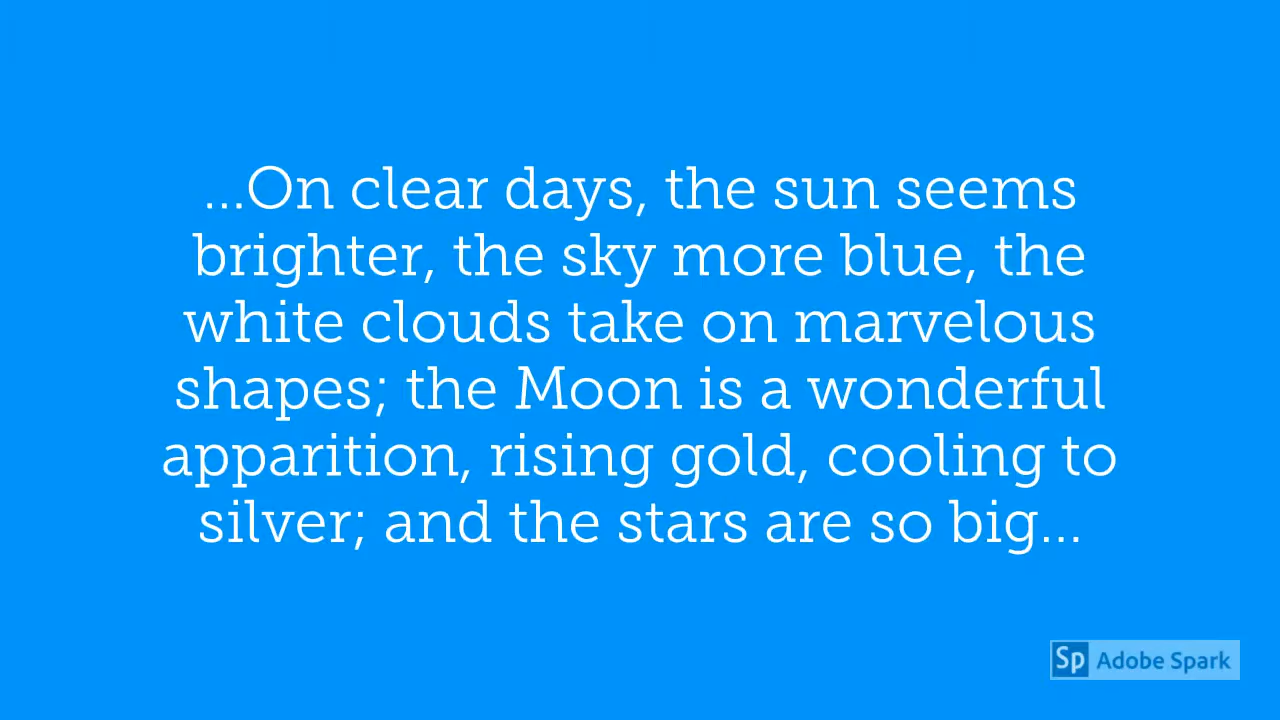 ...On clear days, the sun seems
brighter, the sky more blue, the
white clouds take on marvelous
shapes; the Moon is a wonderful
apparition, rising gold, cooling to
silver; and the stars are so big...
Sp Adobe Spark